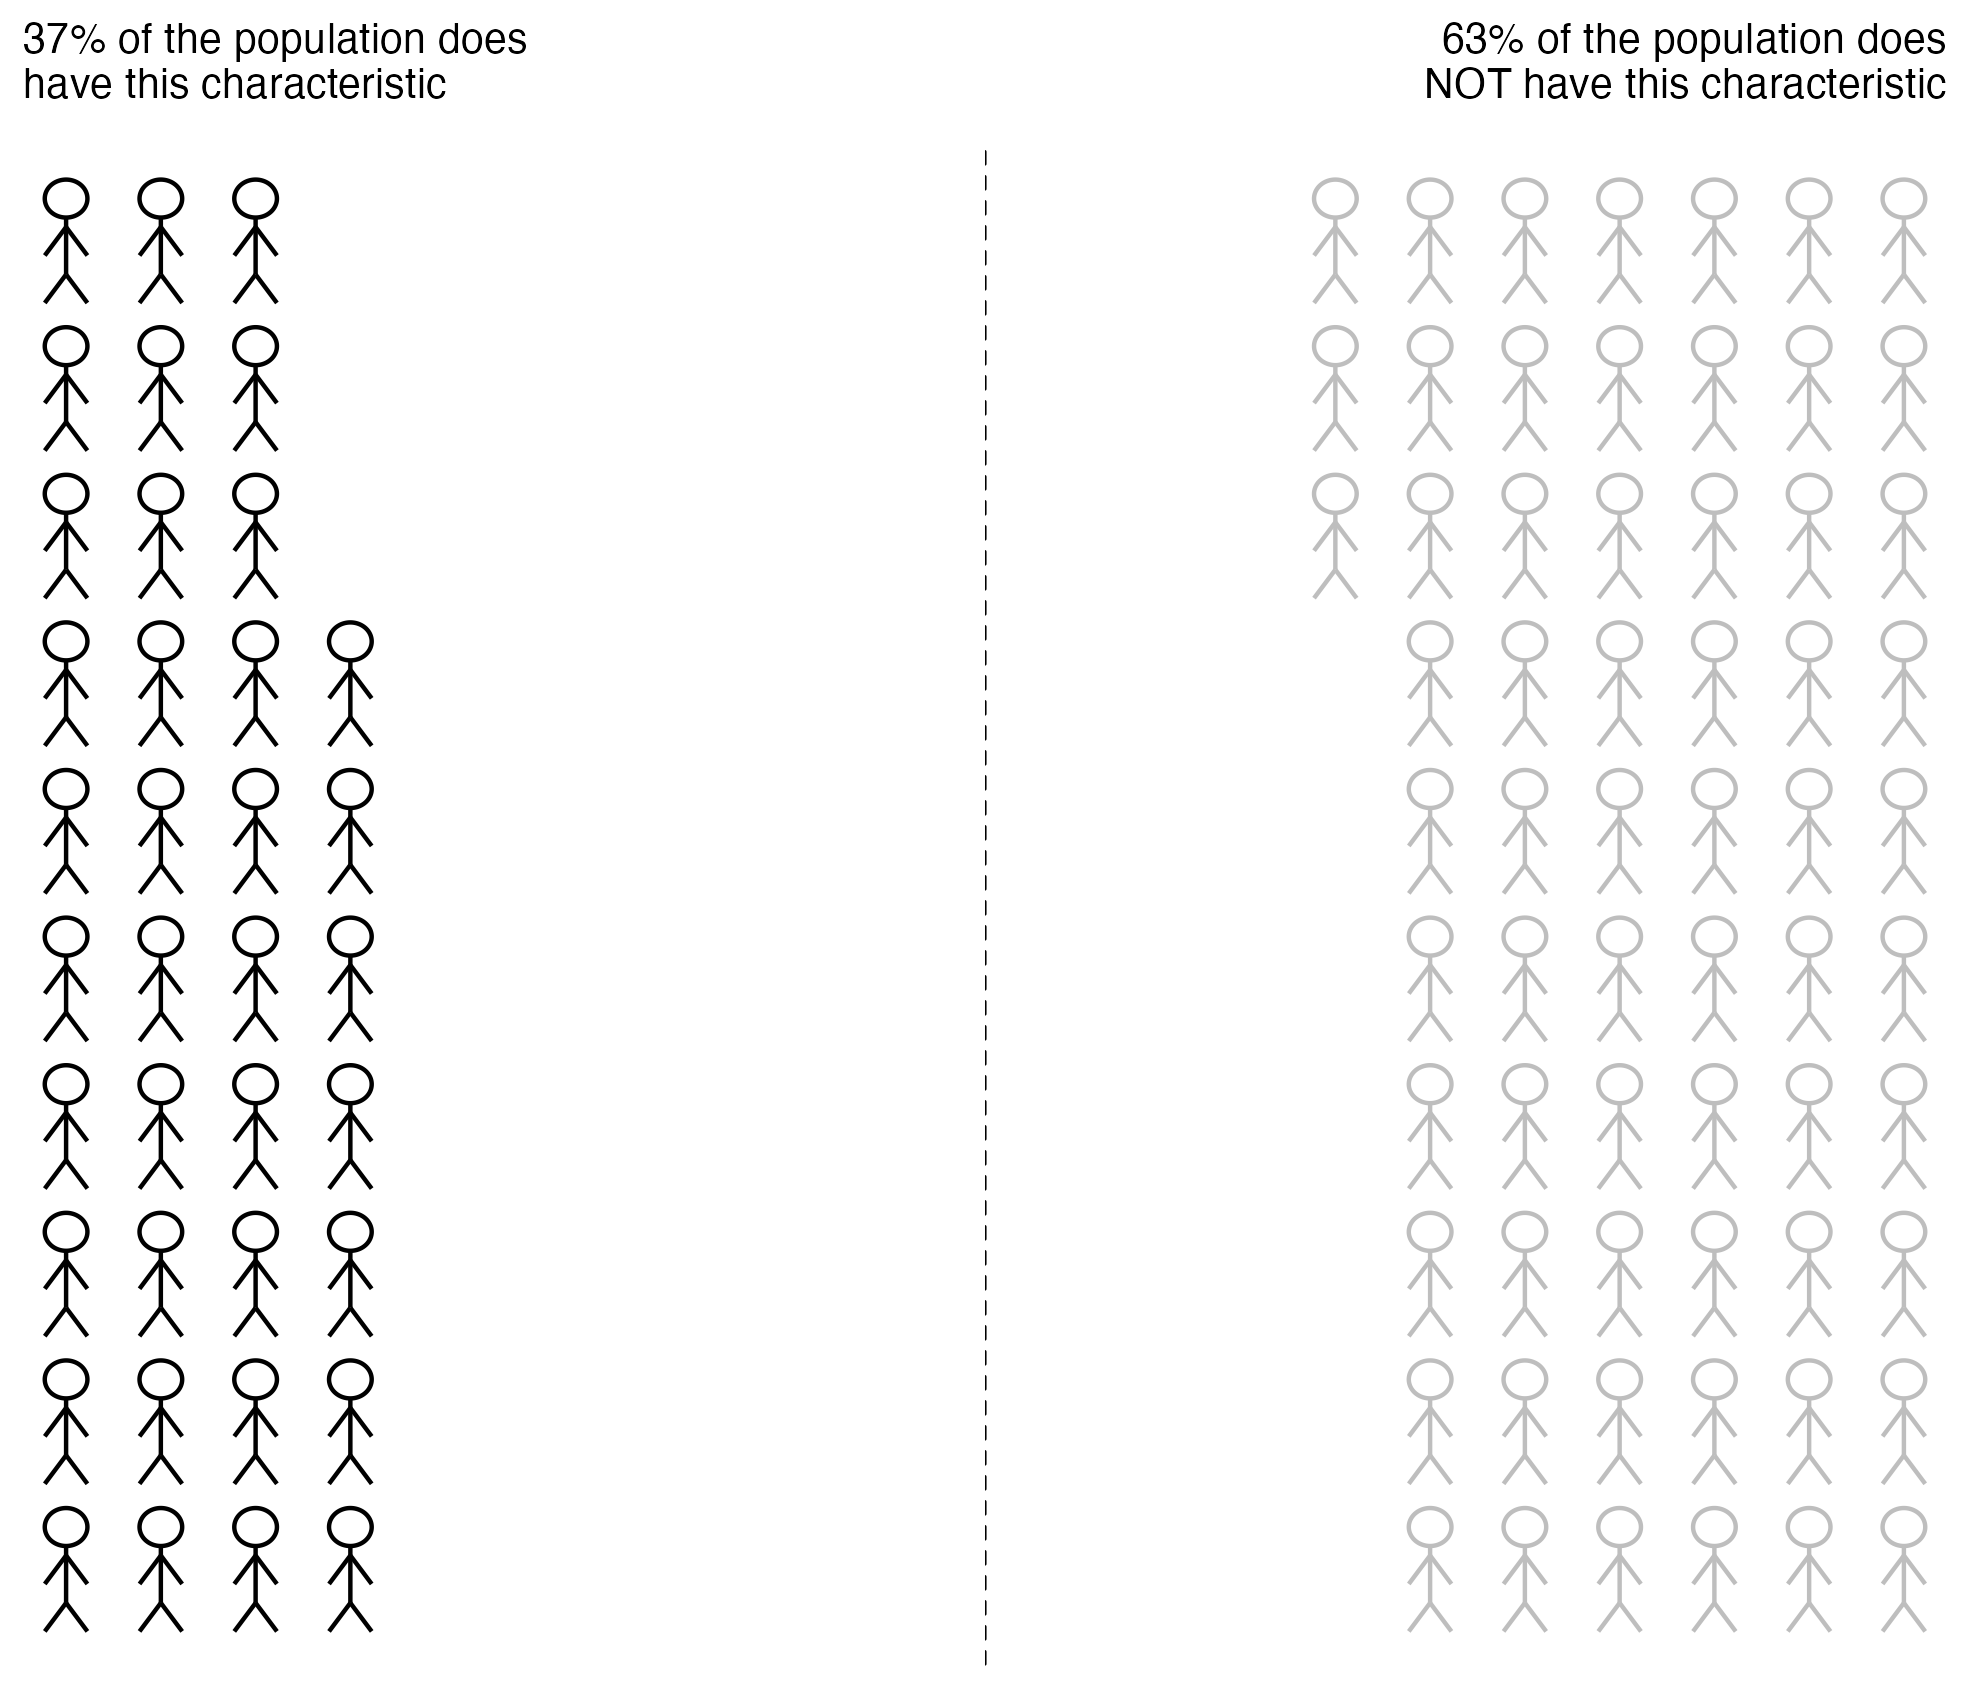 37% of the population does
have this characteristic
63% of the population does
NOT have this characteristic